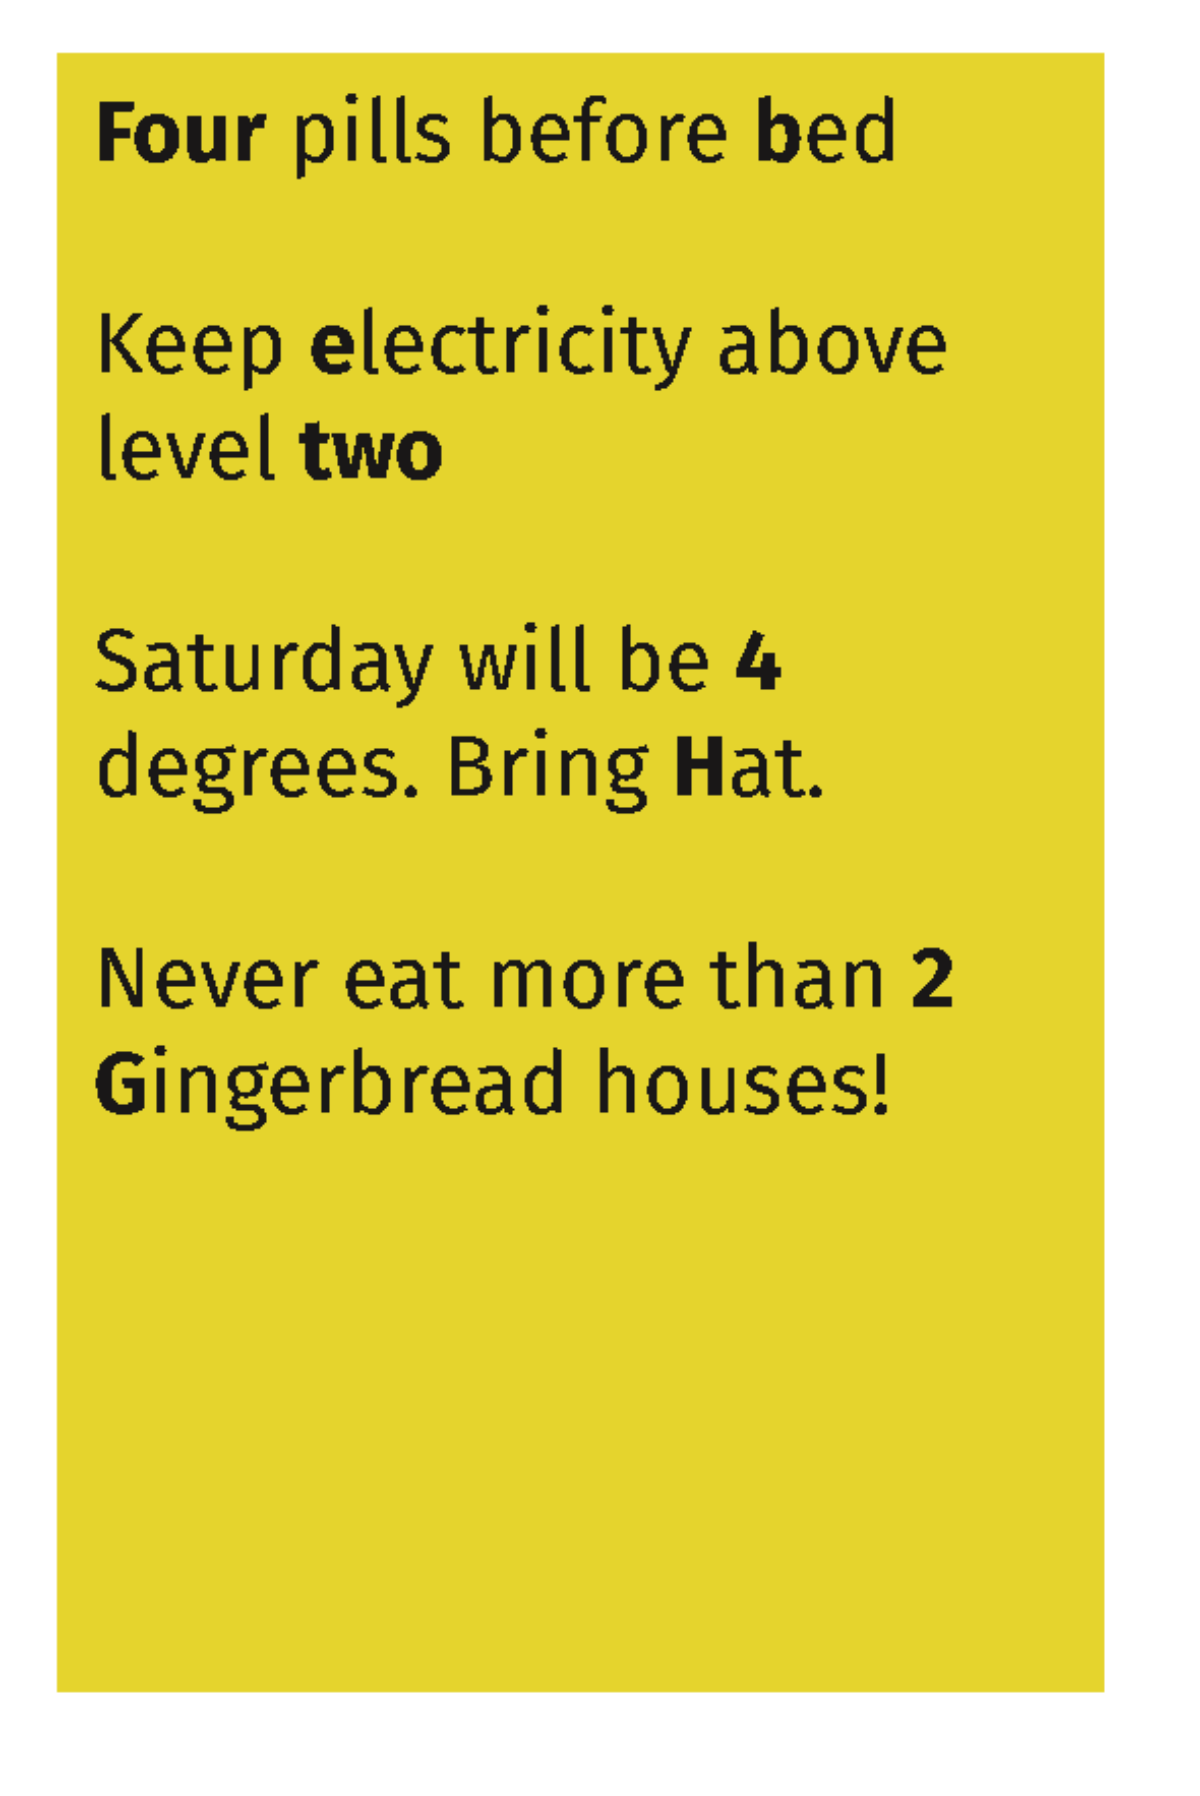 Four pills before bed
Keep electricity above
level two
Saturday will be 4
degrees. Bring Hat.
Never eat more than 2
Gingerbread houses!